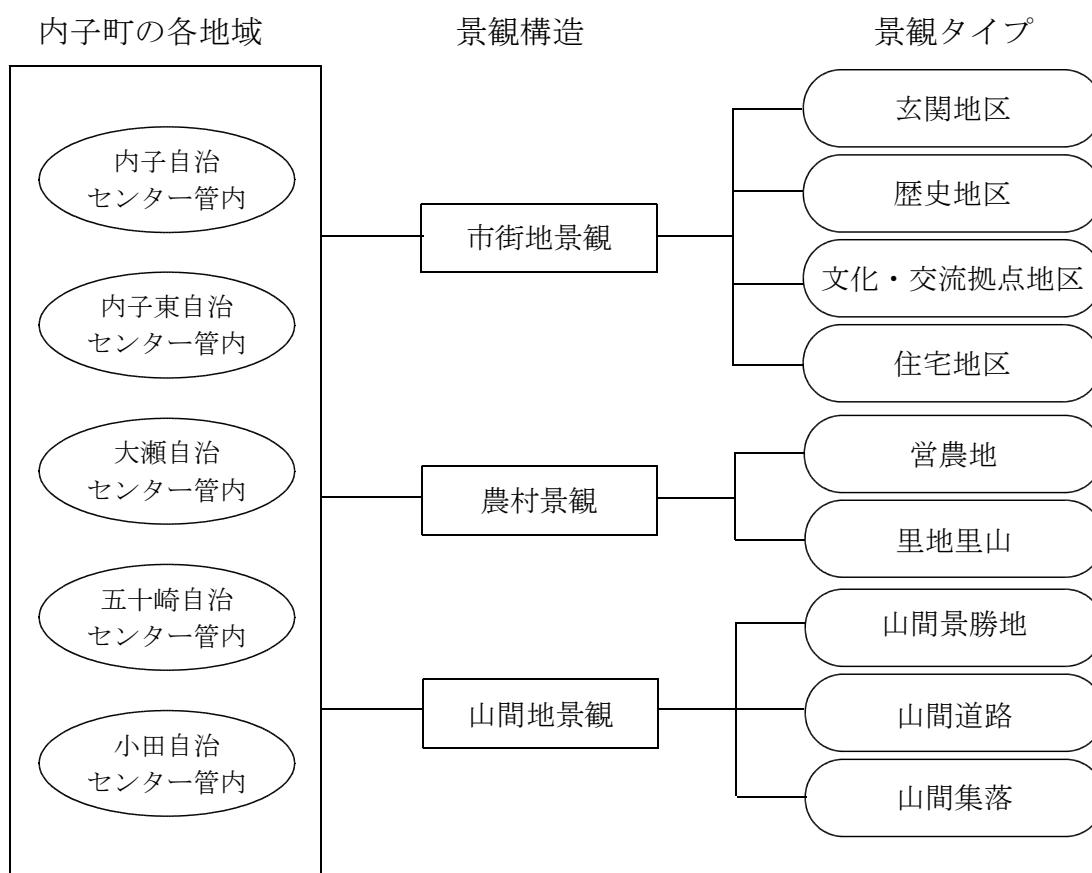 内子町の各地域
景観構造
景観タイプ
内子自治
センター管内
内子東自治
センター管内
大瀬自治
センター管内
五十崎自治
センター管内
小田自治
センター管内
市街地景観
農村景観
山間地景観
玄関地区
歴史地区
文化・交流拠点地区
住宅地区
営農地
里地里山
山間景勝地
山間道路
山間集落